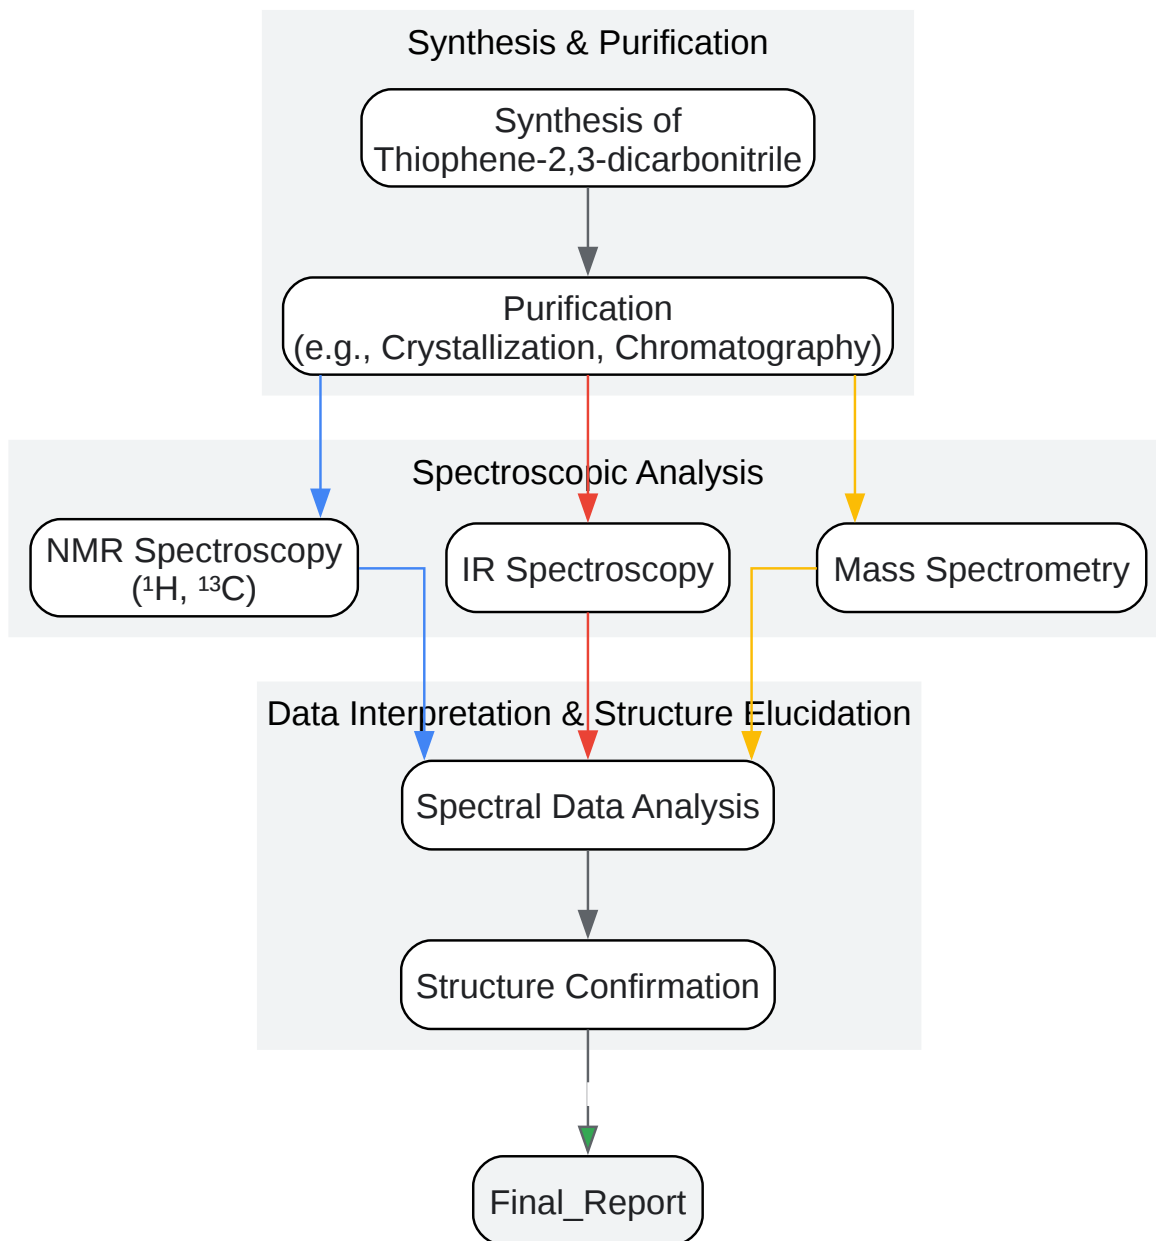 Synthesis & Purification
Synthesis of
Thiophene-2,3-dicarbonitrile
Purification
(e.g., Crystallization, Chromatography)
Spectroscopic Analysis
NMR Spectroscopy
(¹H, ¹³C)
IR Spectroscopy
Mass Spectrometry
Data Interpretation & Structure Elucidation
Spectral Data Analysis
Structure Confirmation
Final_Report